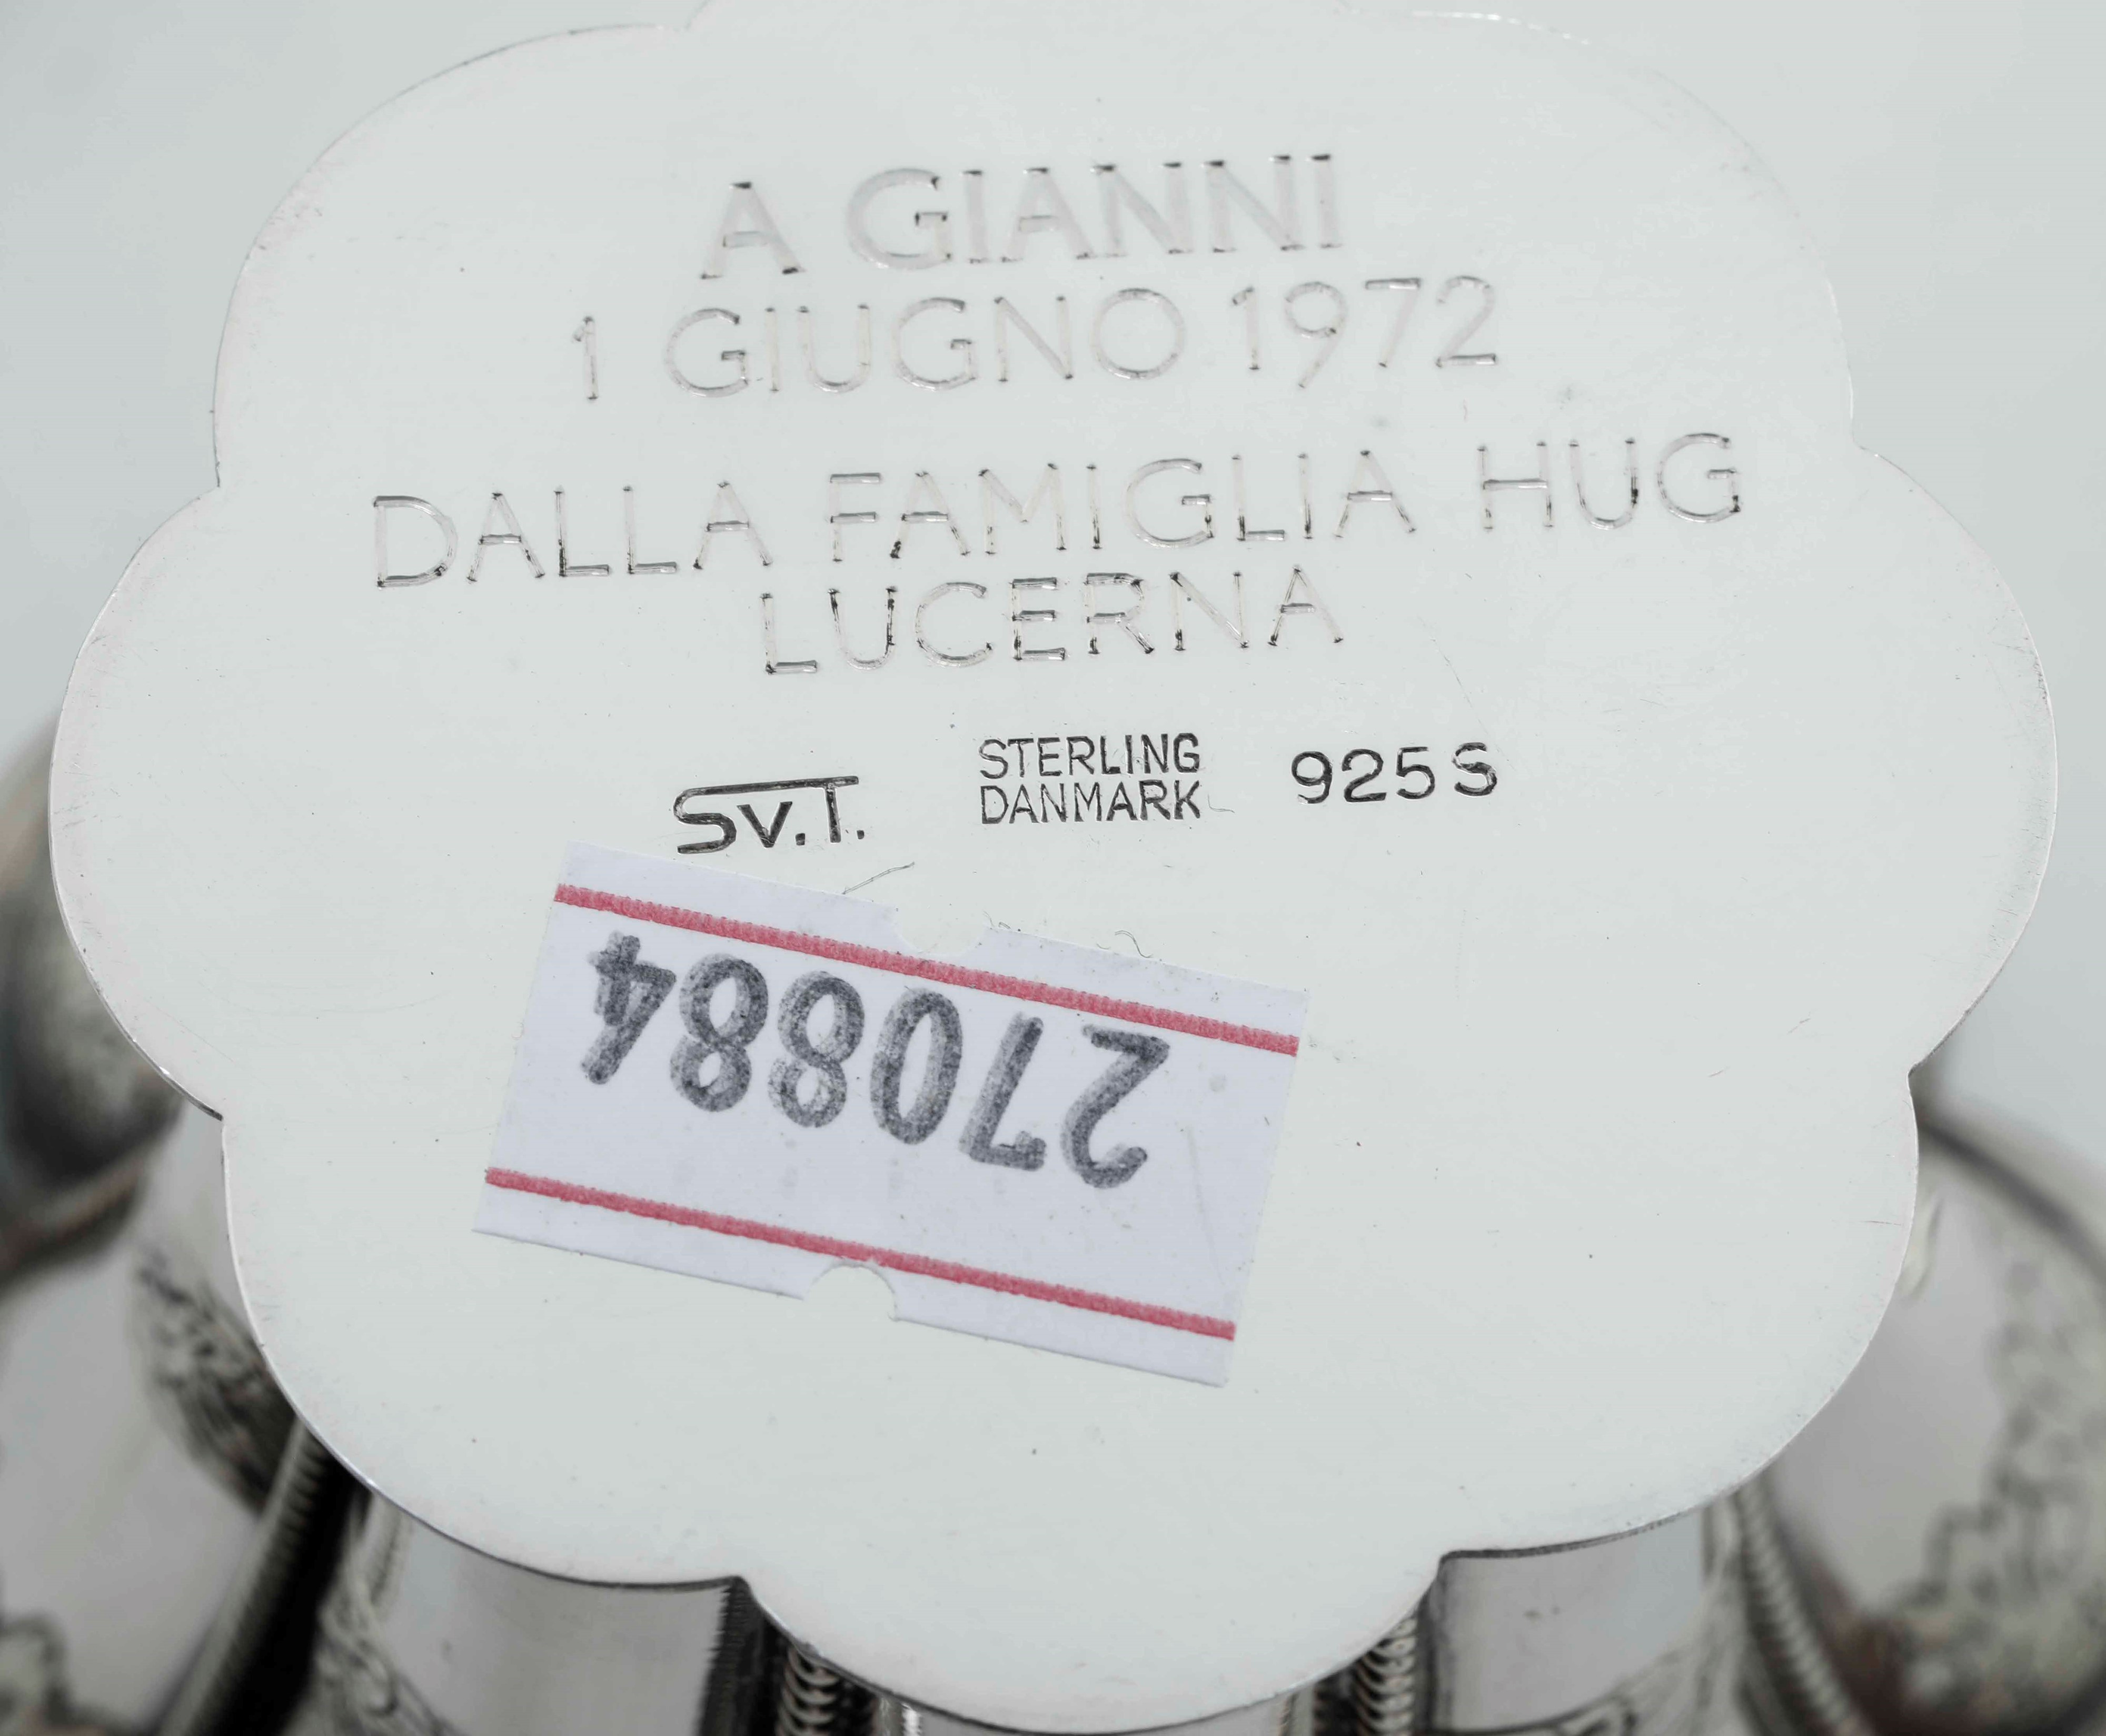 A GIANNI
1 GIUGNO 1972
DALLA FAMIGLIA HUG
LUCERNA
SV.T.
STERLING
DANMARK
925S
270884